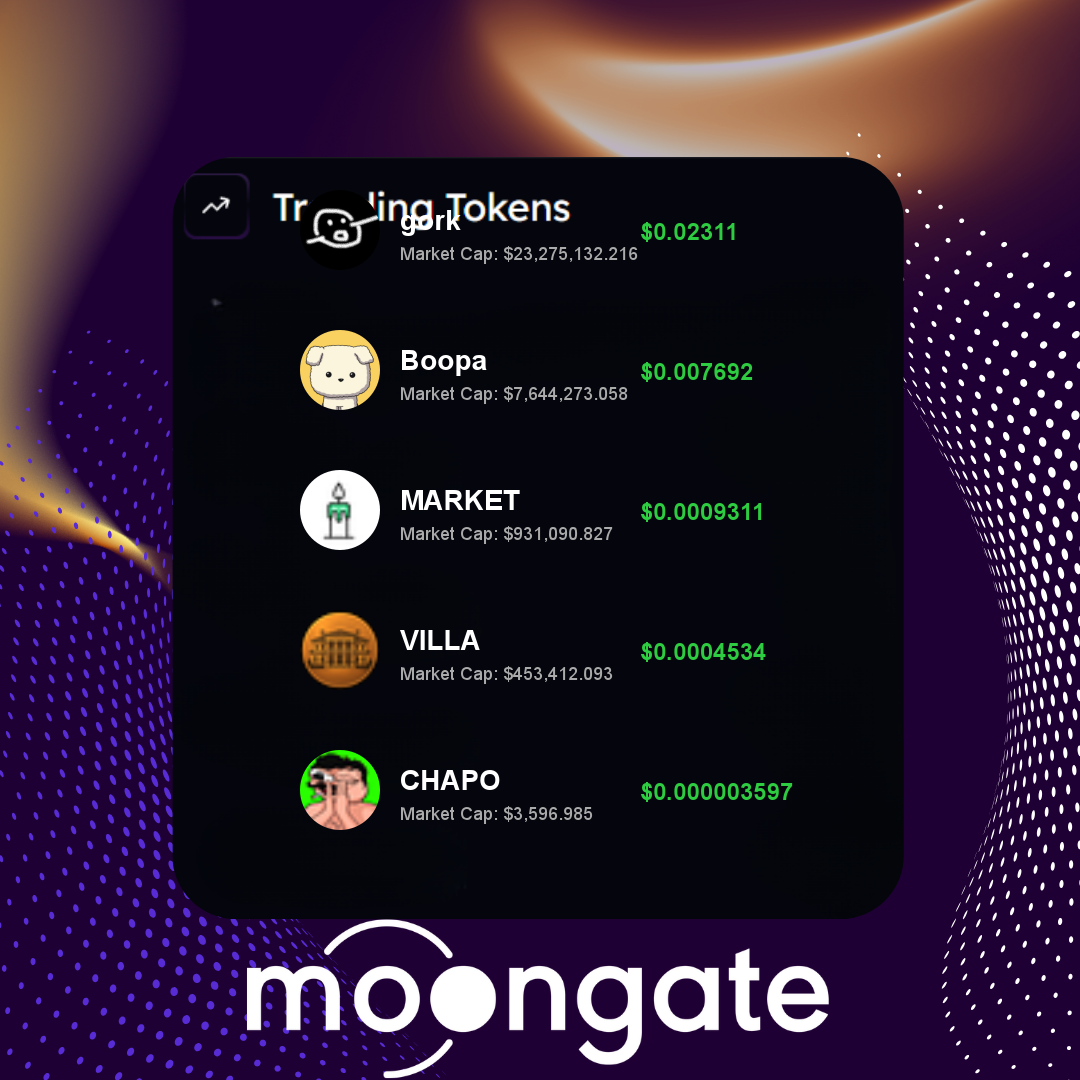 Trending Tokens
gork
$0.02311
Market Cap: $23,275,132.216
Boopa
$0.007692
Market Cap: $7,644,273.058
MARKET
$0.0009311
Market Cap: $931,090.827
VILLA
$0.0004534
Market Cap: $453,412.093
CHAPO
$0.000003597
Market Cap: $3,596.985
moongate